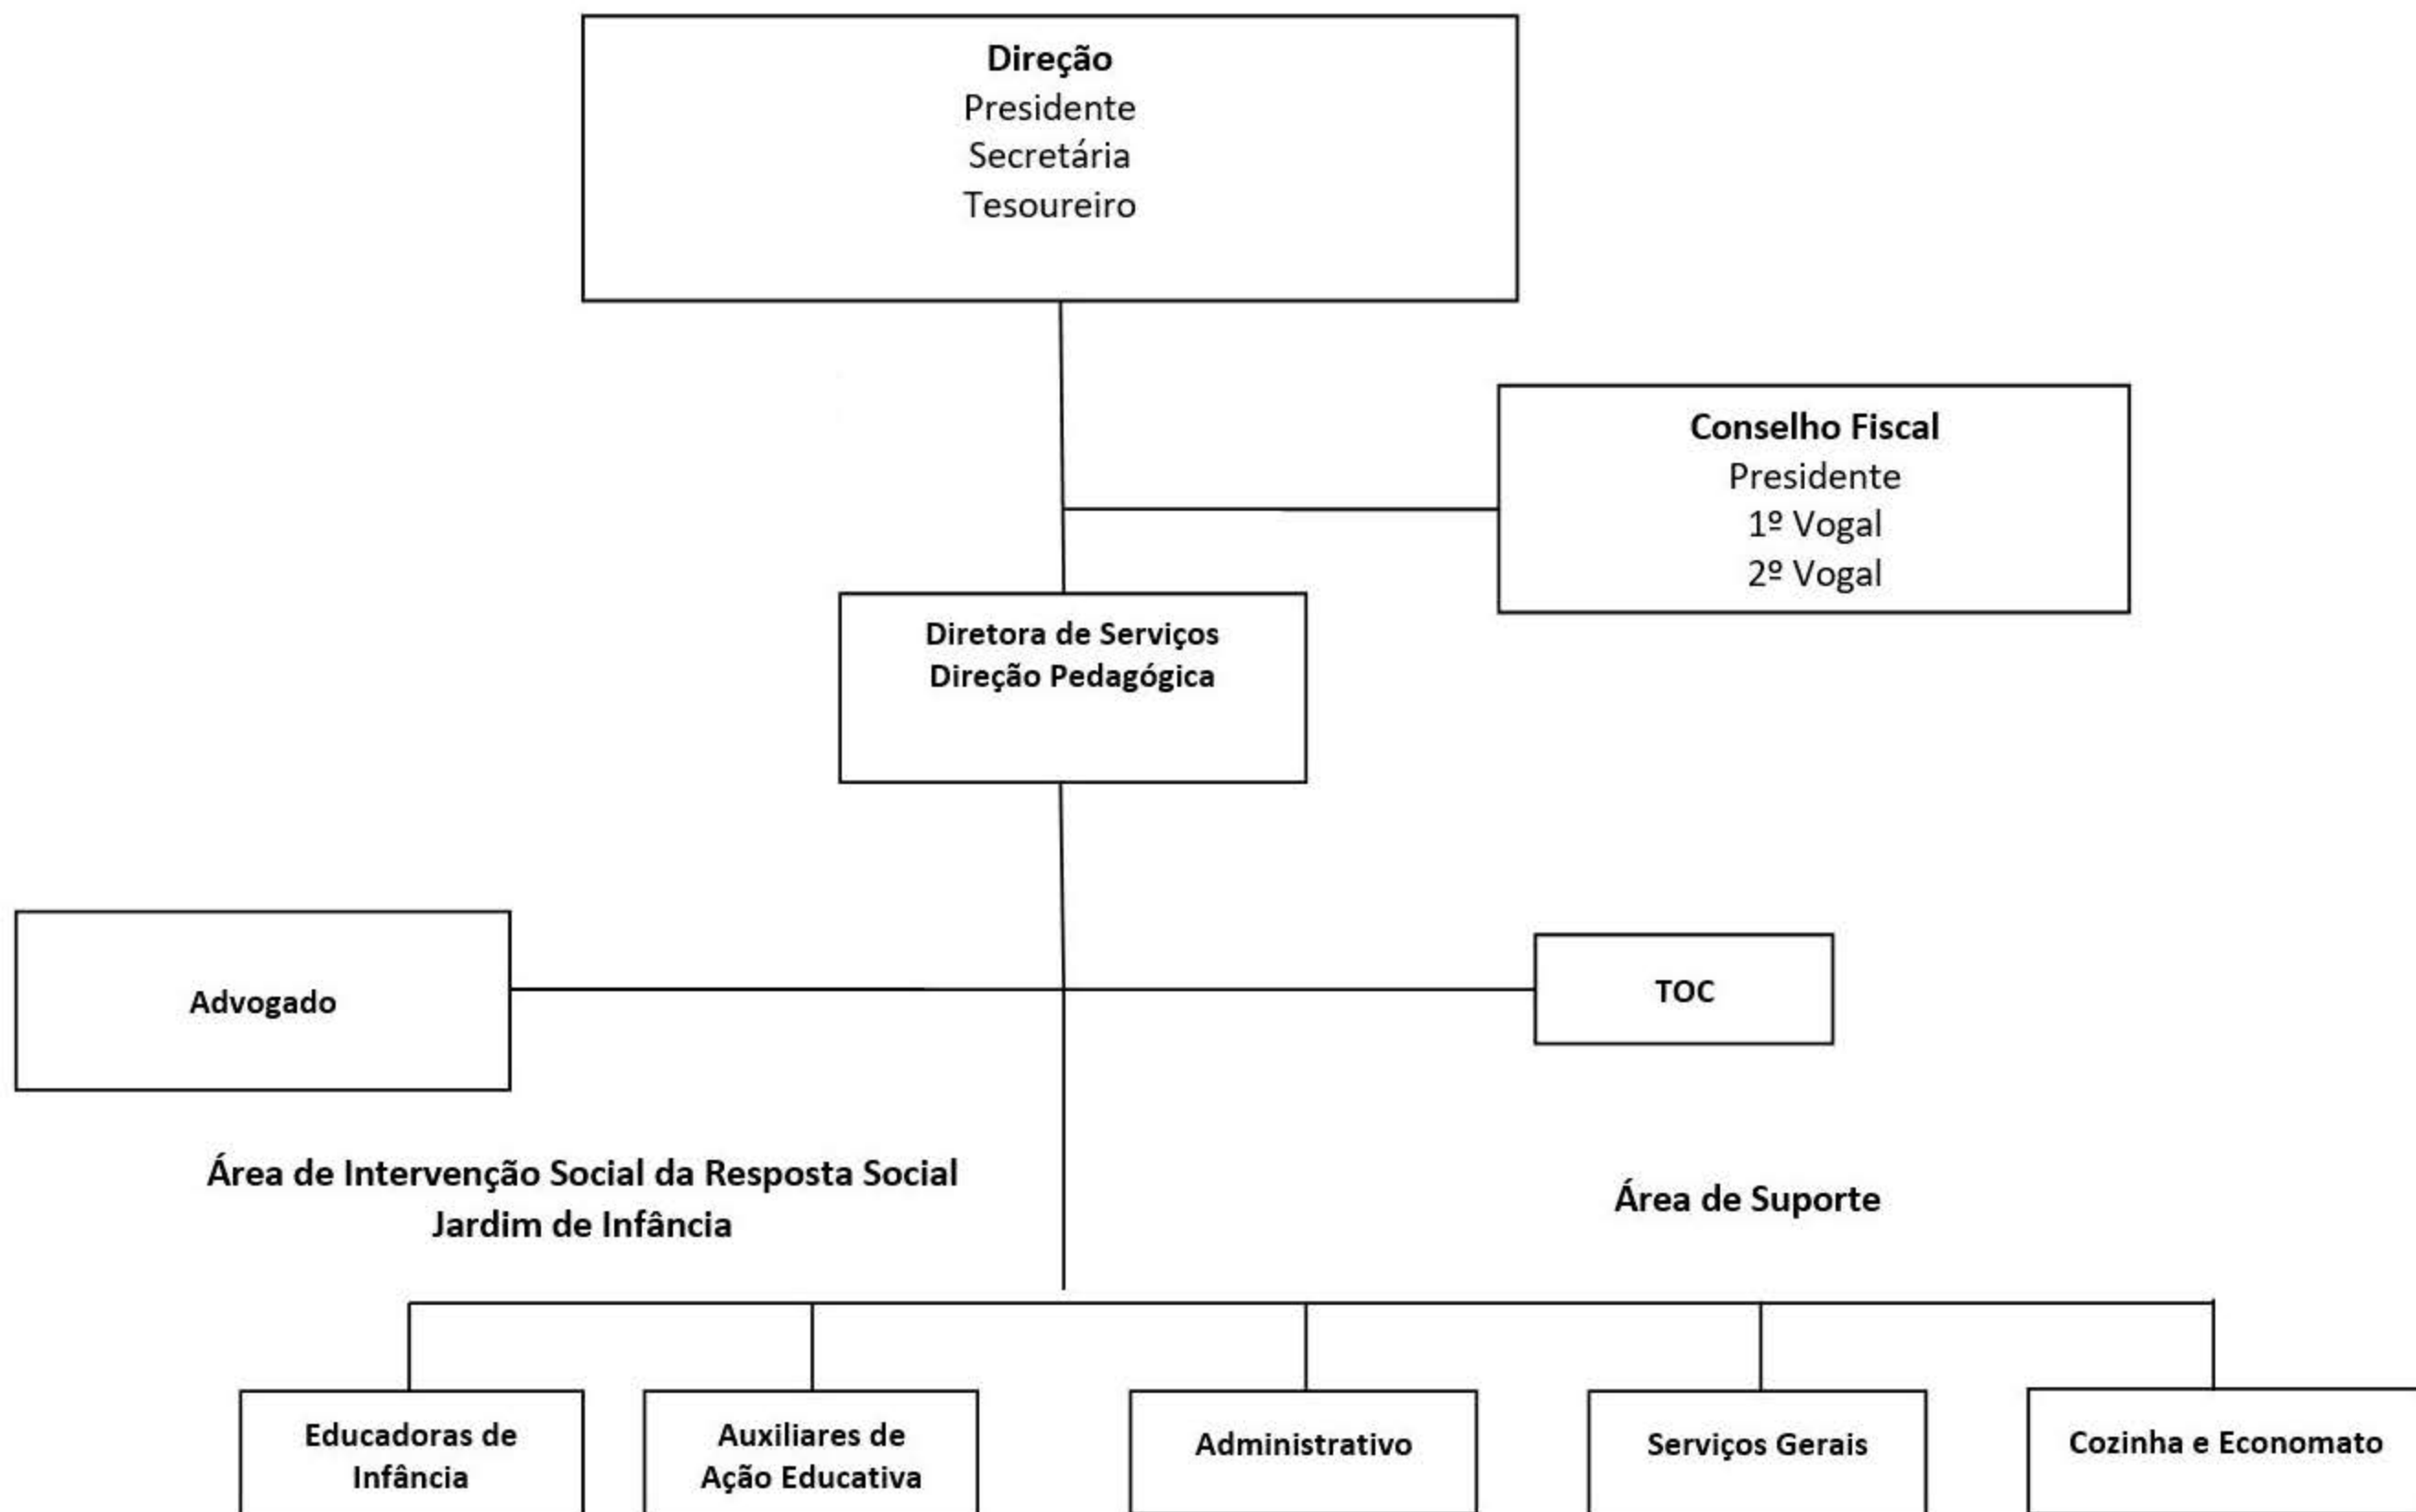 Direção
Presidente
Secretária
Tesoureiro
Conselho Fiscal
Presidente
1º Vogal
2º Vogal
Diretora de Serviços
Direção Pedagógica
Advogado
TOC
Área de Intervenção Social da Resposta Social
Jardim de Infância
Área de Suporte
Educadoras de
Infância
Auxiliares de
Ação Educativa
Administrativo
Serviços Gerais
Cozinha e Economato